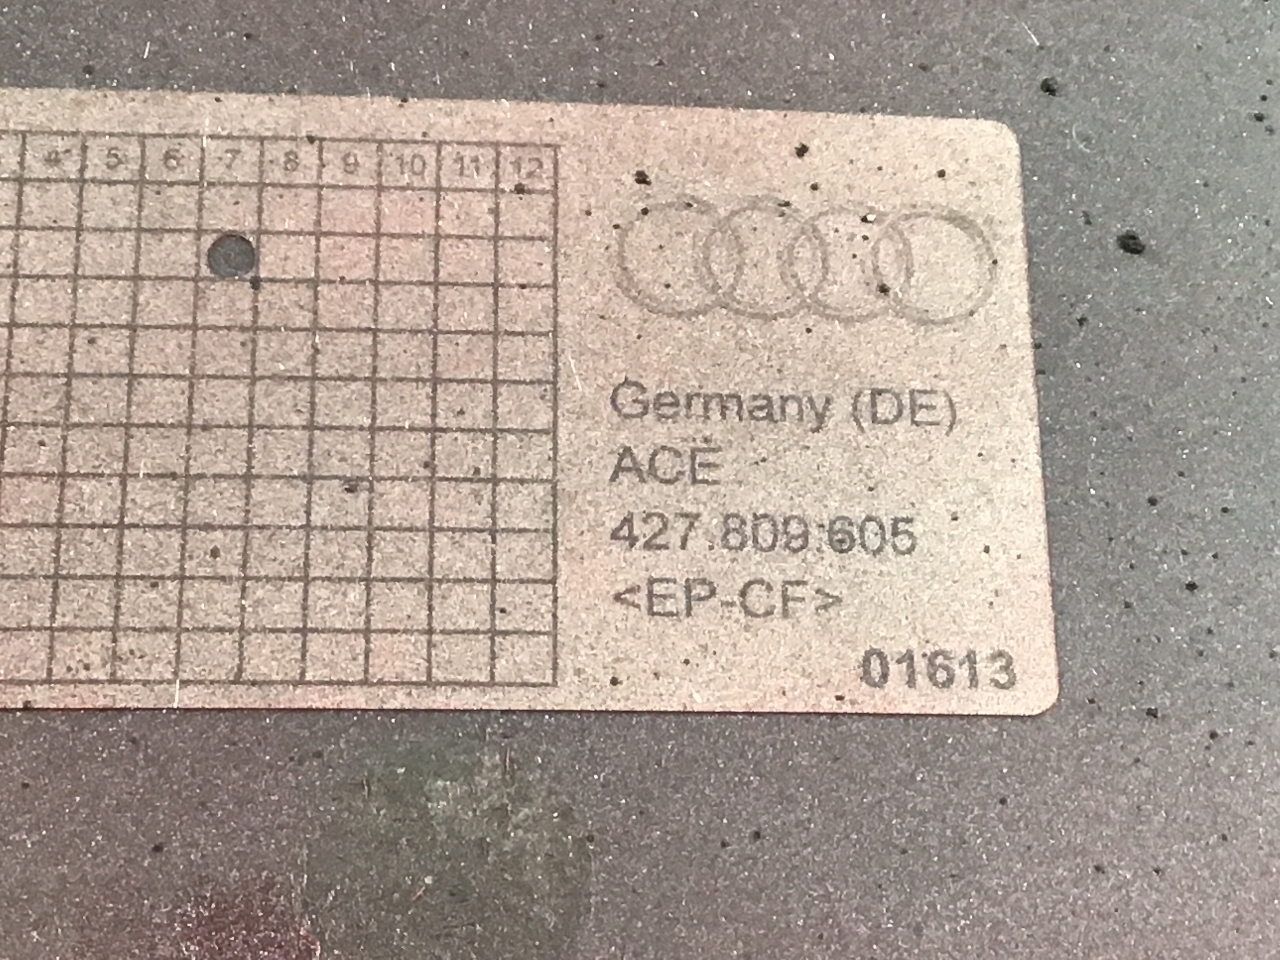 4 5 6 7 8 9 10 11 12
Germany (DE)
ACE
427.809.605
<EP-CF>
01613